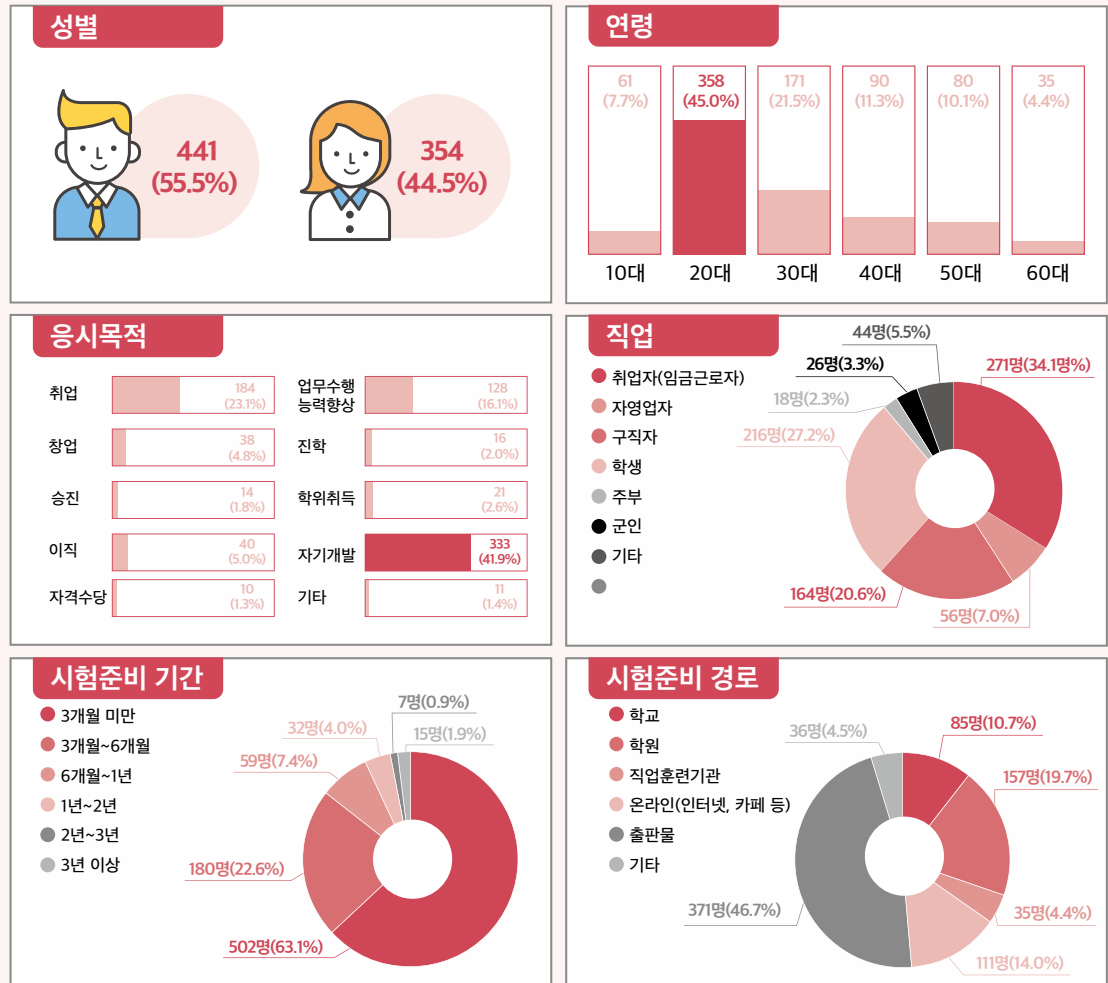 성별
441
(55.5%)
354
(44.5%)
연령
61
(7.7%)
358
(45.0%)
171
(21.5%)
90
(11.3%)
80
(10.1%)
35
(4.4%)
10대
20대
30대
40대
50대
60대
응시목적
취업
184
(23.1%)
창업
38
(4.8%)
승진
14
(1.8%)
이직
40
(5.0%)
자격수당
10
(1.3%)
업무수행
능력향상
128
(16.1%)
진학
16
(2.0%)
학위취득
21
(2.6%)
자기개발
333
(41.9%)
기타
11
(1.4%)
직업
취업자(임금근로자)
자영업자
구직자
학생
주부
군인
기타
44명(5.5%)
26명(3.3%)
271명(34.1명%)
18명(2.3%)
216명(27.2%)
164명(20.6%)
56명(7.0%)
시험준비 기간
3개월 미만
3개월~6개월
6개월~1년
1년~2년
2년~3년
3년 이상
7명(0.9%)
32명(4.0%)
15명(1.9%)
59명(7.4%)
180명(22.6%)
502명(63.1%)
시험준비 경로
학교
학원
직업훈련기관
온라인(인터넷, 카페 등)
출판물
기타
36명(4.5%)
85명(10.7%)
157명(19.7%)
371명(46.7%)
35명(4.4%)
111명(14.0%)